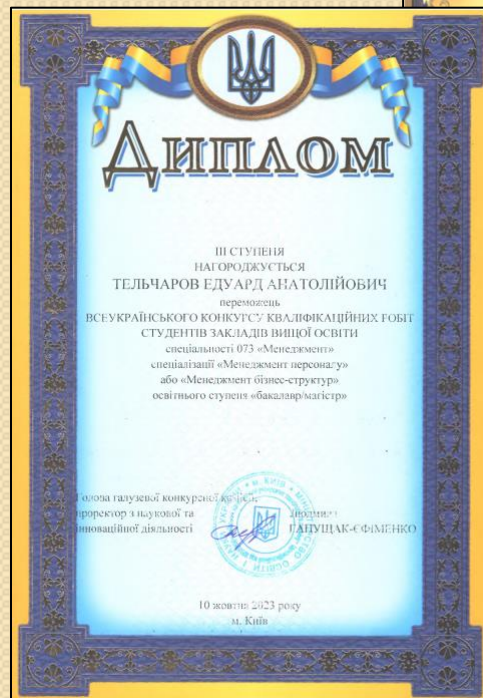 ДИПЛОМ
ІІІ СТУПЕНЯ
НАГОРОДЖУЄТЬСЯ
ТЕЛЬЧАРОВ ЕДУАРД АНАТОЛІЙОВИЧ
переможець
ВСЕУКРАЇНСЬКОГО КОНКУРСУ КВАЛІФІКАЦІЙНИХ РОБІТ
СТУДЕНТІВ ЗАКЛАДІВ ВИЩОЇ ОСВІТИ
спеціальності 073 «Менеджмент»
спеціалізації «Менеджмент персоналу»
або «Менеджмент бізнес-структур»
освітнього ступеня «бакалавр/магістр»
Голова галузевої конкурсної комісії,
проректор з наукової та Людмила
інноваційної діяльності ГАНУЩАК-ЄФІМЕНКО
10 жовтня 2023 року
м. Київ